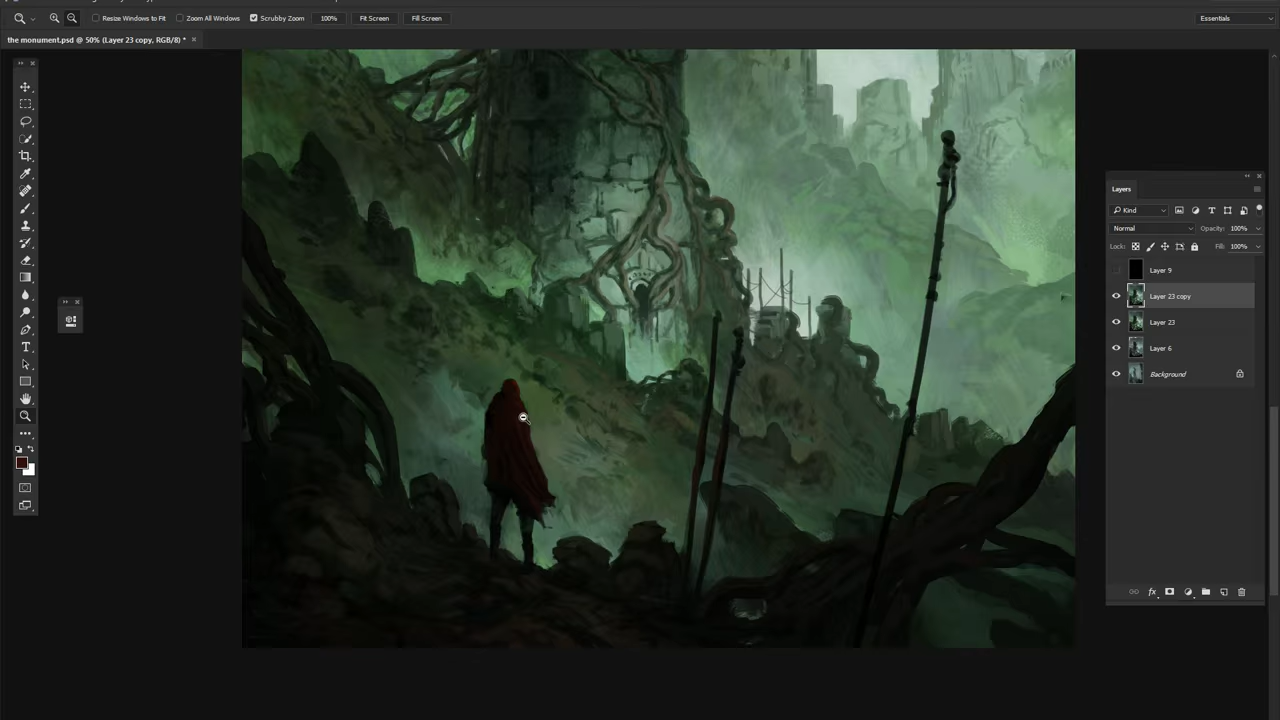 Resize Windows to Fit
Zoom All Windows
Scrubby Zoom
100%
Fit Screen
Fill Screen
Essentials
the monument.psd @ 50% (Layer 23 copy, RGB/8) *
Layers
Kind
Normal
Opacity: 100%
Lock:
Fill: 100%
Layer 9
Layer 23 copy
Layer 23
Layer 6
Background